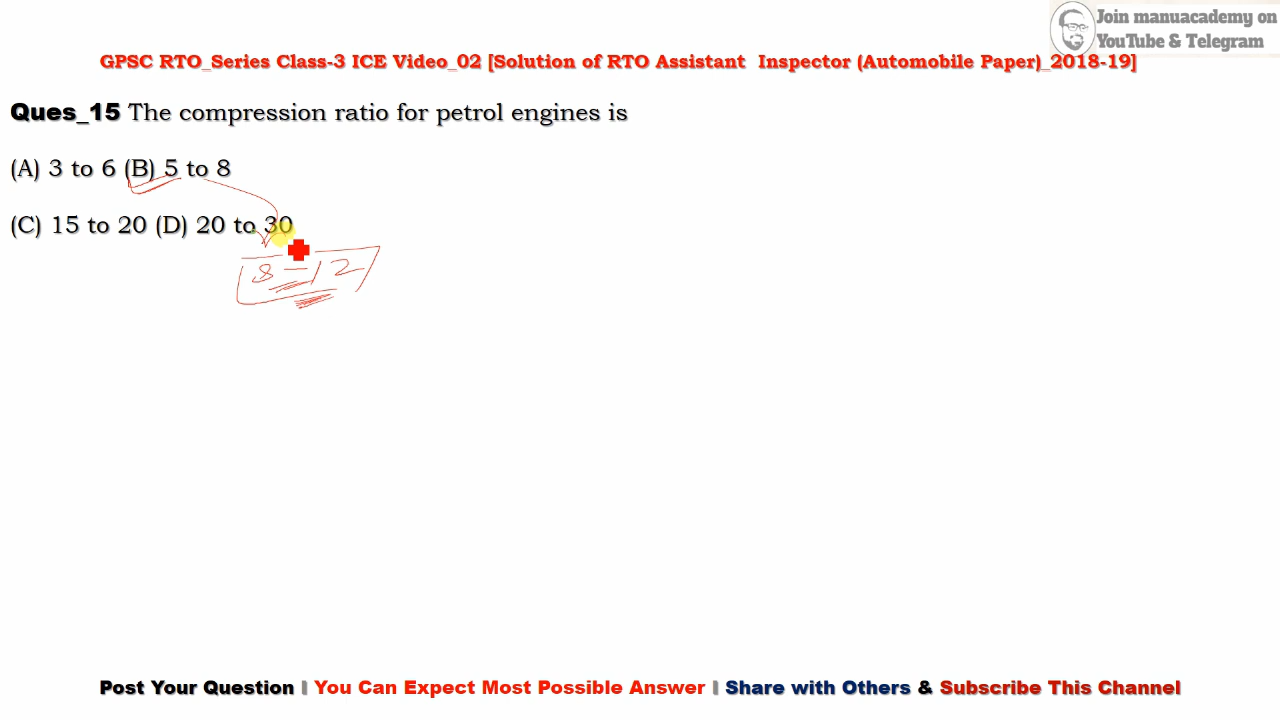 Join manuacademy on
YouTube & Telegram
GPSC RTO_Series Class-3 ICE Video_02 [Solution of RTO Assistant Inspector (Automobile Paper)_2018-19]
Ques_15 The compression ratio for petrol engines is
(A) 3 to 6 (B) 5 to 8
(C) 15 to 20 (D) 20 to 30
8-12
Post Your Question | You Can Expect Most Possible Answer | Share with Others & Subscribe This Channel